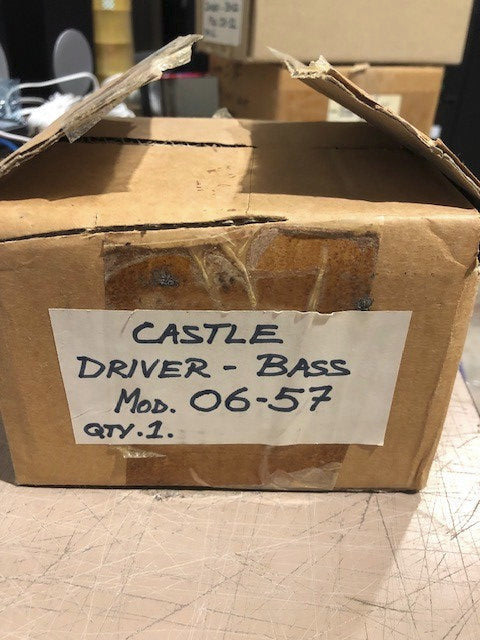 CASTLE
DRIVER - BASS
MOD. 06-57
QTY. 1.